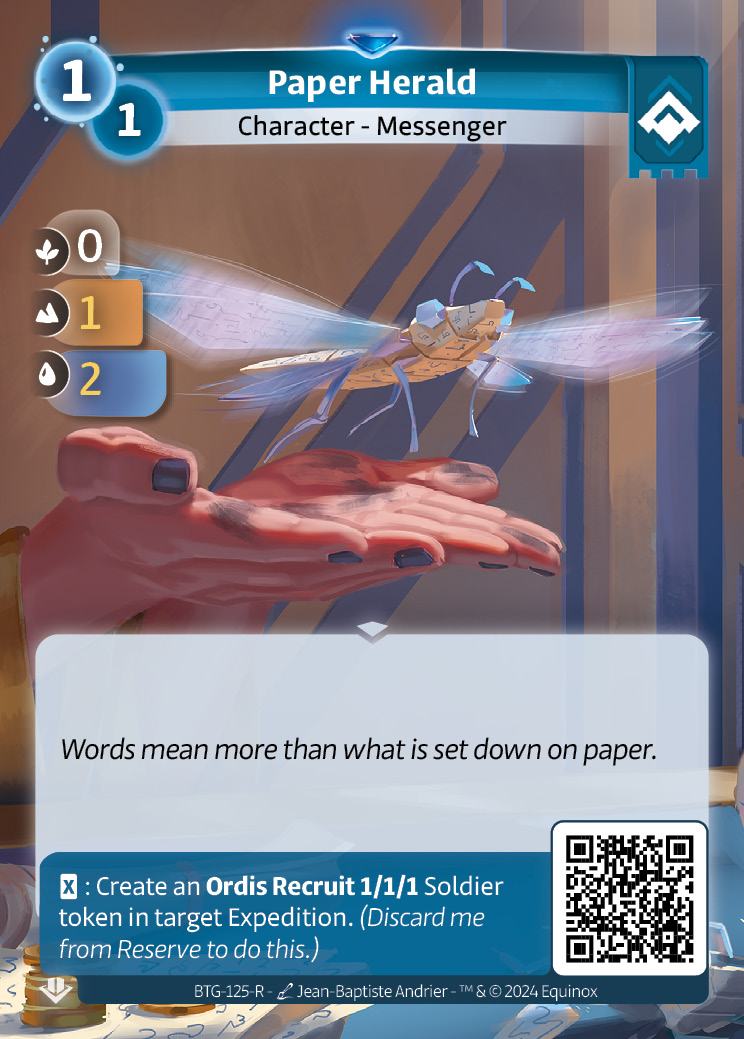 1
1
Paper Herald
Character - Messenger
0
1
2
Words mean more than what is set down on paper.
X : Create an Ordis Recruit 1/1/1 Soldier
token in target Expedition. (Discard me
from Reserve to do this.)
BTG-125-R - Jean-Baptiste Andrier - ™ & © 2024 Equinox